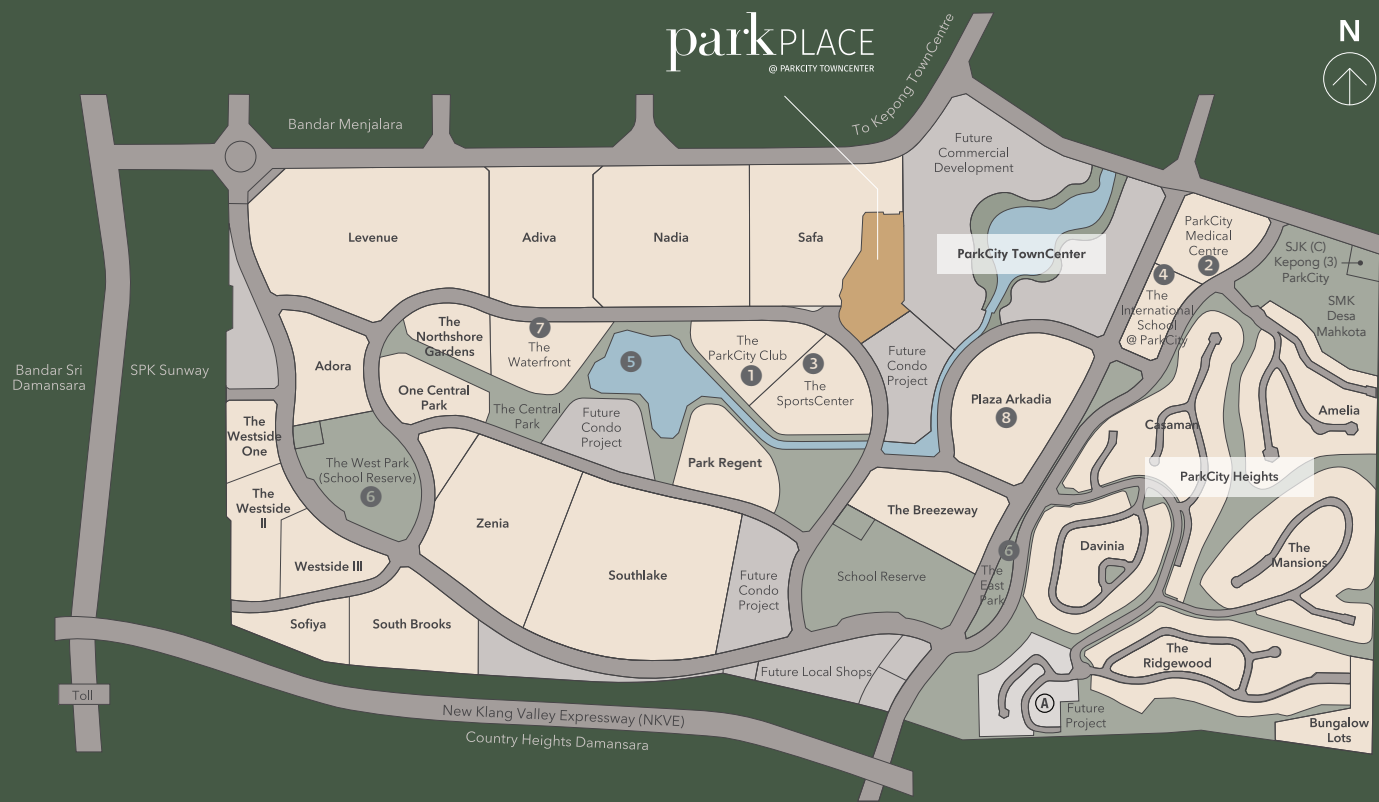 parkPLACE
@ PARKCITY TOWNCENTER
N
To Kepong TownCentre
Bandar Menjalara
Future
Commercial
Development
ParkCity
Medical
Centre
2
SJK (C)
Kepong (3)
ParkCity
SMK
Desa
Mahkota
4
The
International
School
@ ParkCity
Levenue
Adiva
Nadia
Safa
ParkCity TownCenter
The
Northshore
Gardens
7
The
Waterfront
5
The
ParkCity Club
1
3
The
SportsCenter
Future
Condo
Project
Plaza Arkadia
8
Casaman
Amelia
Bandar Sri
Damansara
SPK Sunway
Adora
One Central
Park
The Central
Park
Future
Condo
Project
Park Regent
ParkCity Heights
The
Westside
One
The West Park
(School Reserve)
6
The
Westside
II
Westside III
Zenia
Southlake
Future
Condo
Project
The Breezeway
School Reserve
6
The
East
Park
Davinia
The
Mansions
Sofiya
South Brooks
Future Local Shops
The
Ridgewood
A
Future
Project
Bungalow
Lots
Toll
New Klang Valley Expressway (NKVE)
Country Heights Damansara